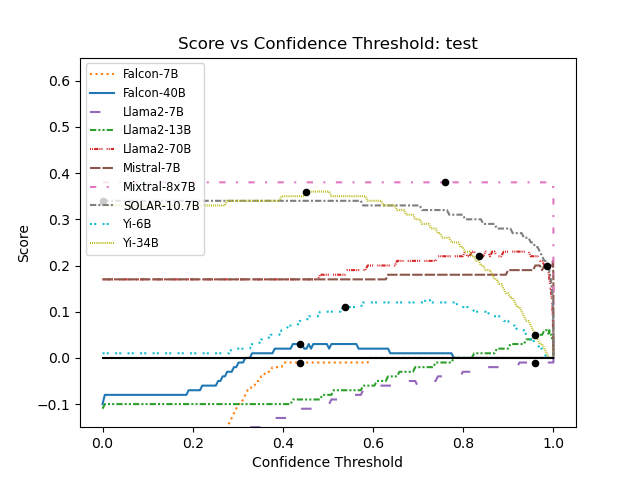 Score vs Confidence Threshold: test
Falcon-7B
Falcon-40B
Llama2-7B
Llama2-13B
Llama2-70B
Mistral-7B
Mixtral-8x7B
SOLAR-10.7B
Yi-6B
Yi-34B
Score
0.6
0.5
0.4
0.3
0.2
0.1
0.0
−0.1
0.0 0.2 0.4 0.6 0.8 1.0
Confidence Threshold